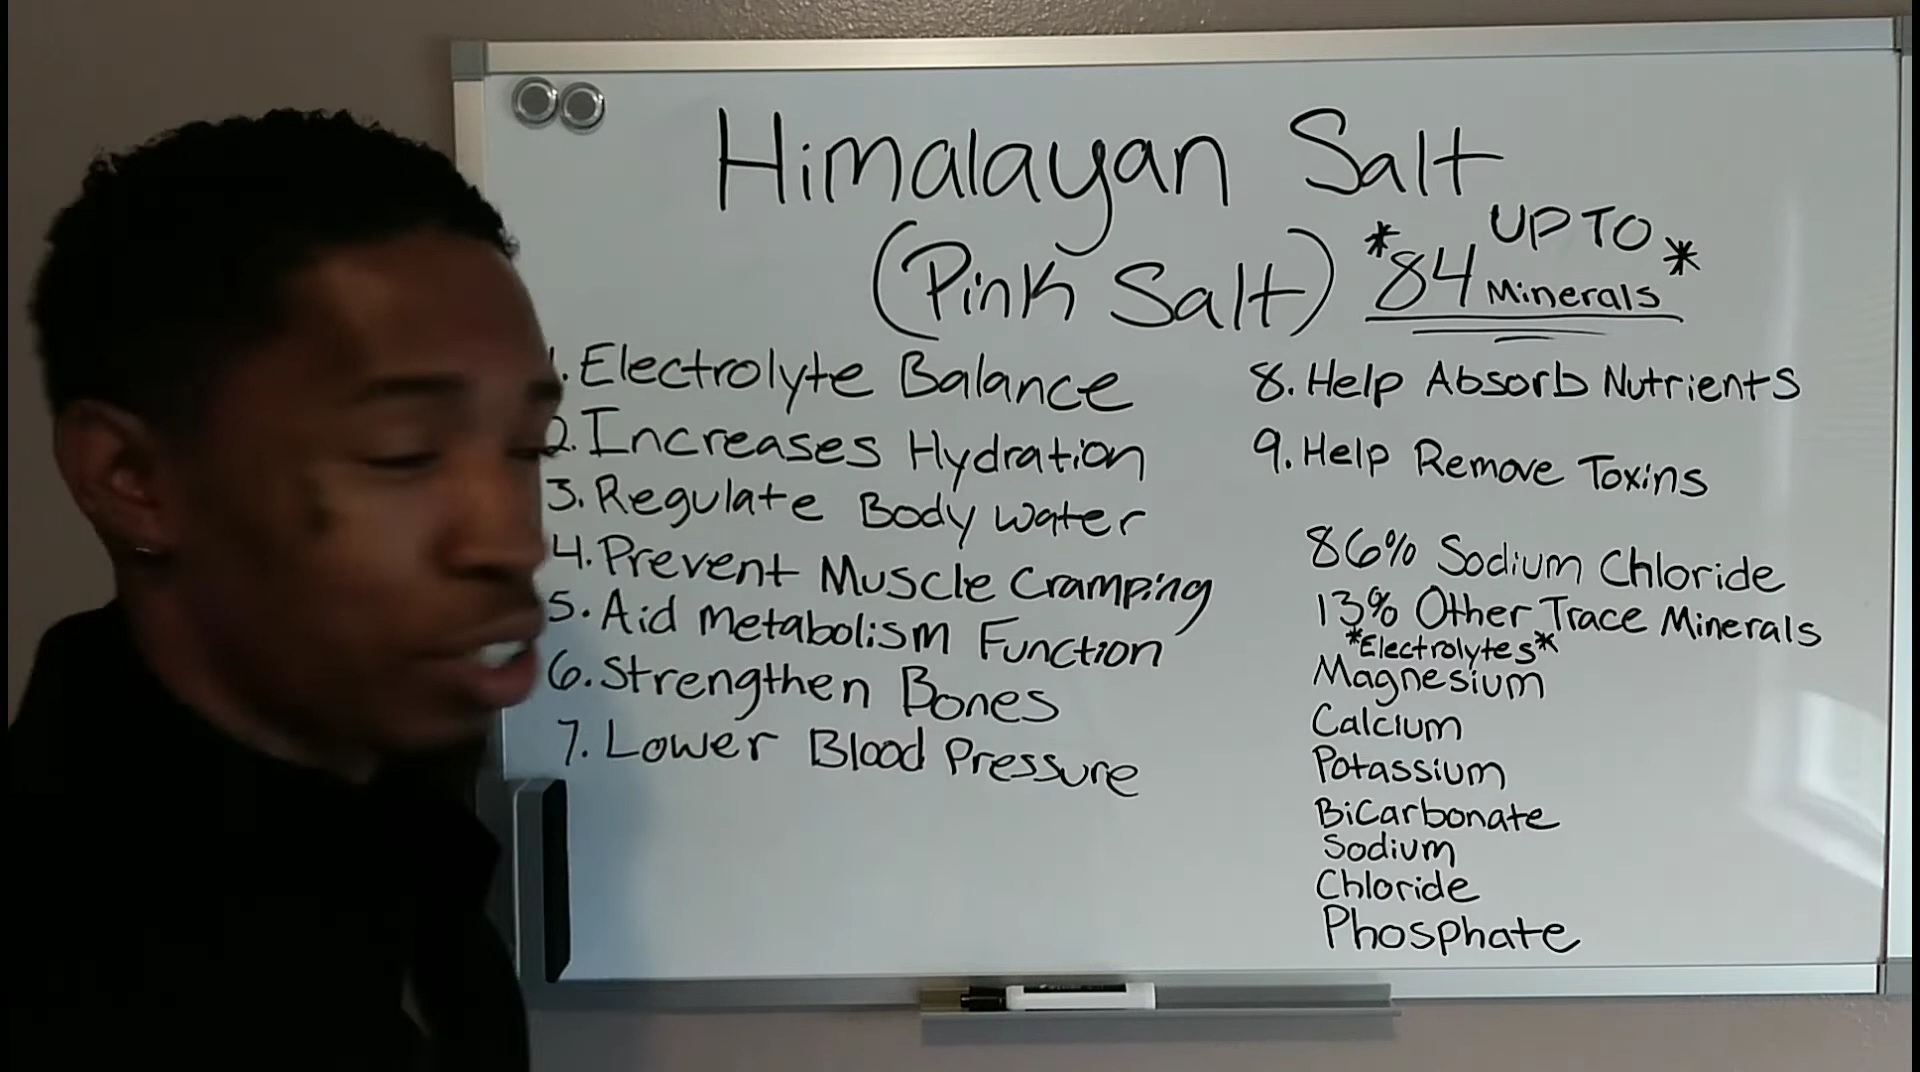 Himalayan Salt
(Pink Salt)
UP TO
*84 Minerals*
1. Electrolyte Balance
2. Increases Hydration
3. Regulate Body Water
4. Prevent Muscle Cramping
5. Aid Metabolism Function
6. Strengthen Bones
7. Lower Blood Pressure
8. Help Absorb Nutrients
9. Help Remove Toxins
86% Sodium Chloride
13% Other Trace Minerals
*Electrolytes*
Magnesium
Calcium
Potassium
BiCarbonate
Sodium
Chloride
Phosphate